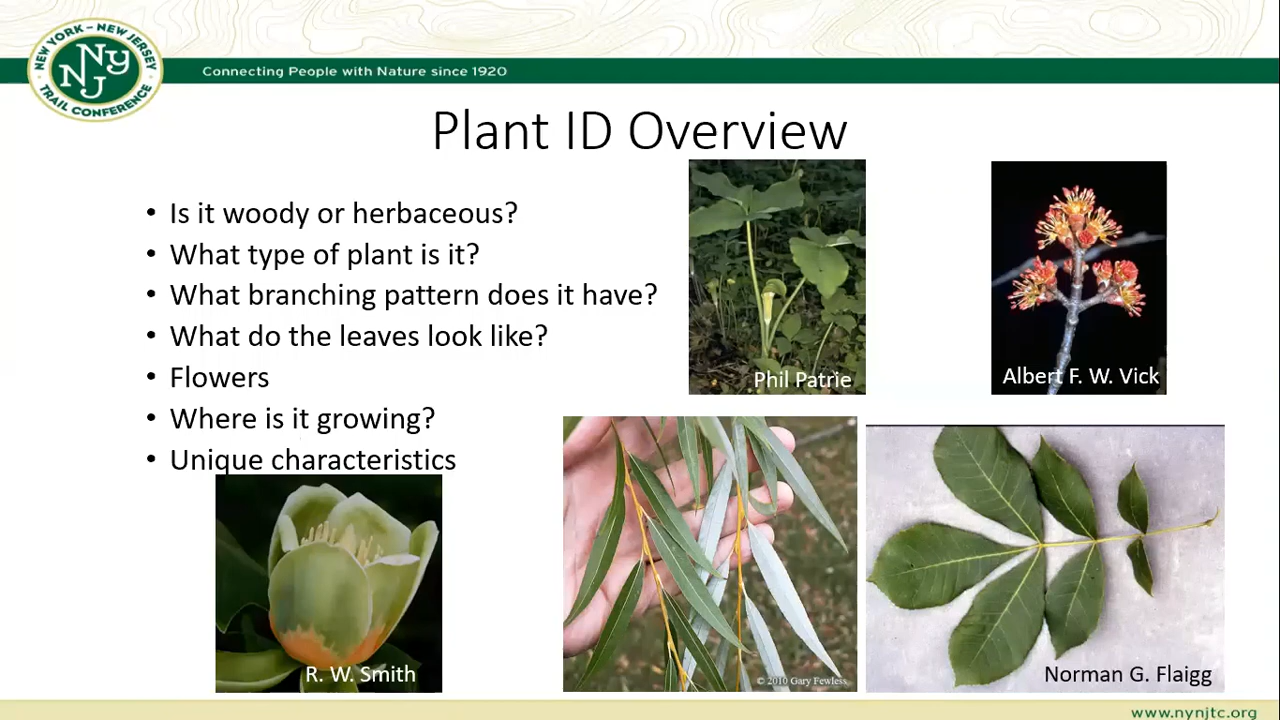 NEW YORK - NEW JERSEY
NY
NJ
TRAIL CONFERENCE
Connecting People with Nature since 1920
Plant ID Overview
• Is it woody or herbaceous?
• What type of plant is it?
• What branching pattern does it have?
• What do the leaves look like?
• Flowers
• Where is it growing?
• Unique characteristics
Phil Patrie
Albert F. W. Vick
R. W. Smith
© 2010 Gary Fewless
Norman G. Flaigg
www.nynjtc.org